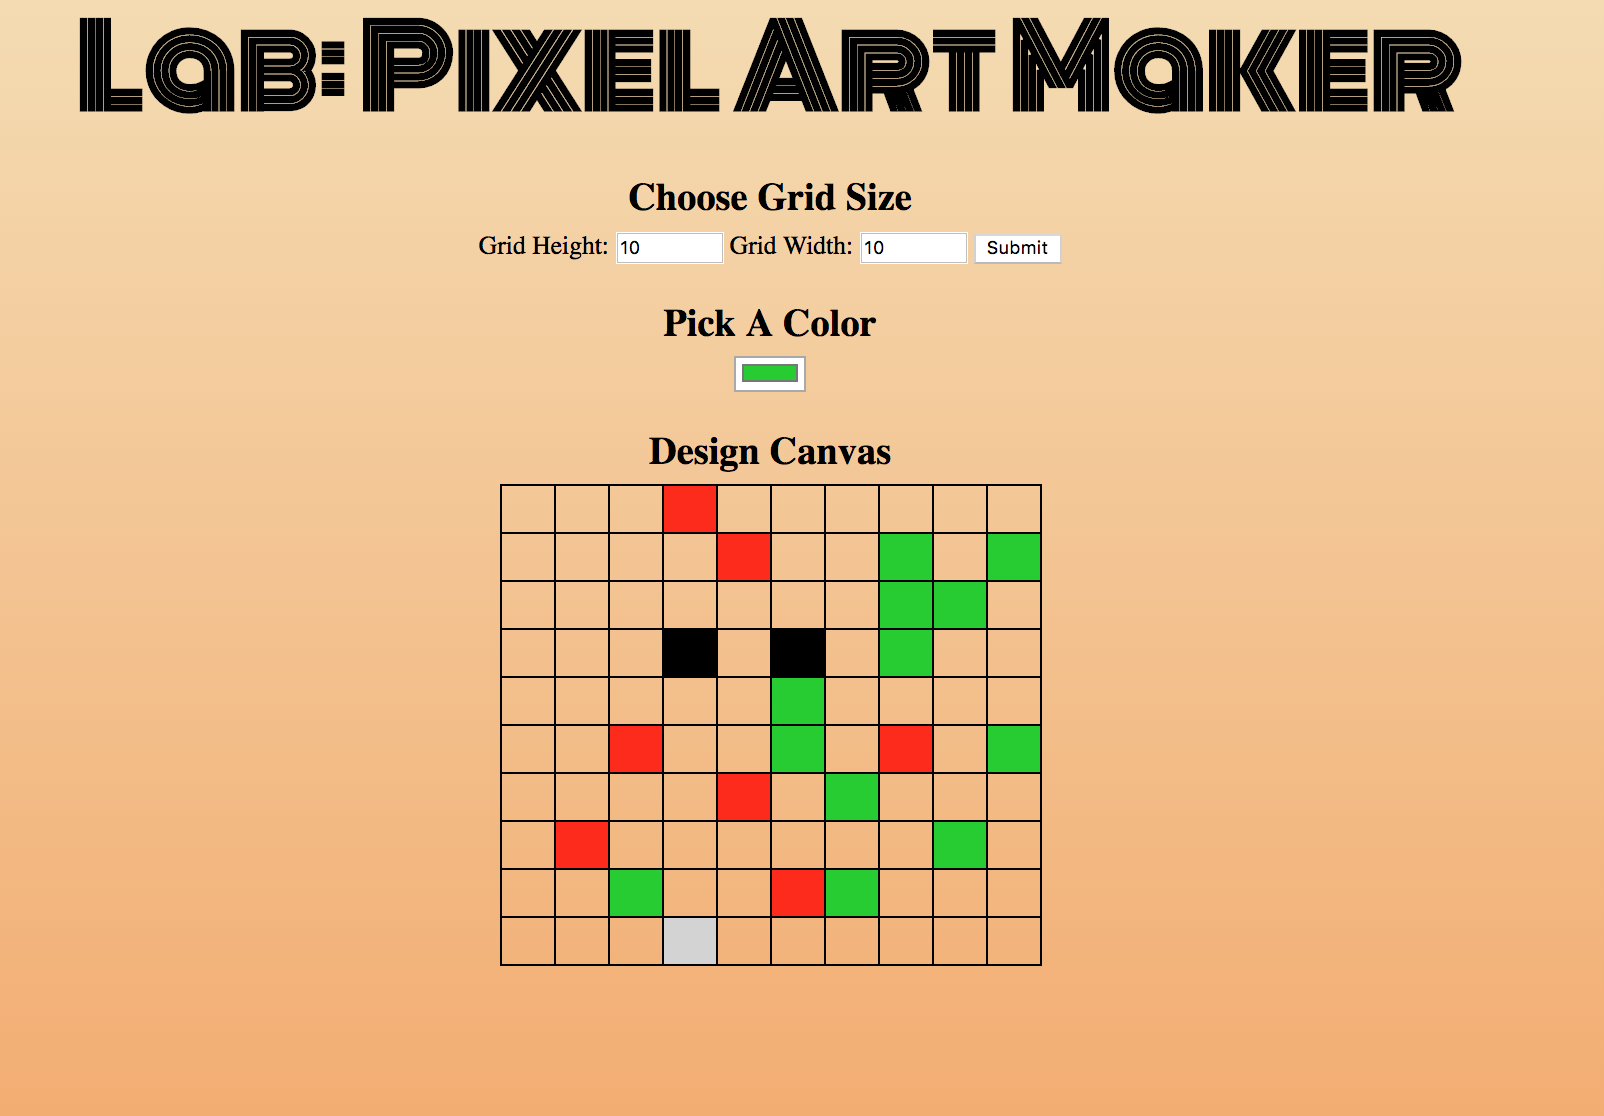 Lab: Pixel Art Maker
Choose Grid Size
Grid Height: 10 Grid Width: 10 Submit
Pick A Color
Design Canvas